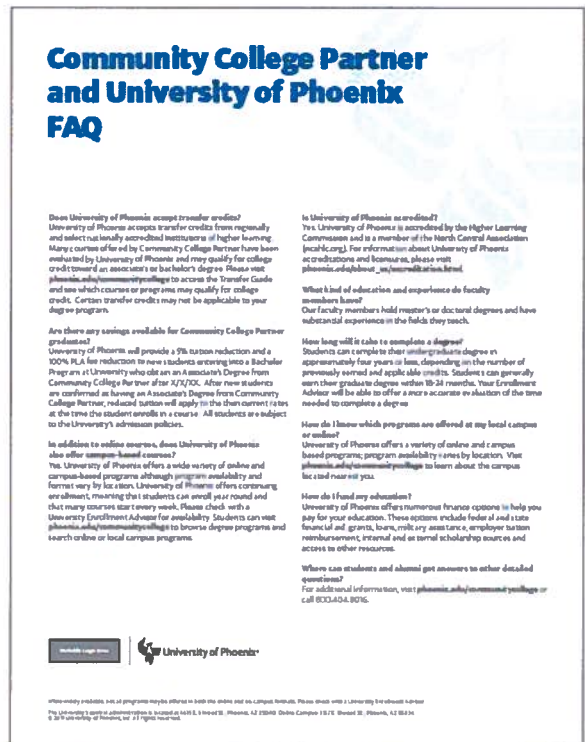 Community College Partner
and University of Phoenix
FAQ
Does University of Phoenix accept transfer credits?
University of Phoenix accepts transfer credits from regionally
and select nationally accredited institutions of higher learning.
Many courses offered by Community College Partner have been
evaluated by University of Phoenix and may qualify for college
credit toward an associate's or bachelor's degree. Please visit
phoenix.edu/communitycollege to access the Transfer Guide
and see which courses or programs may qualify for college
credit. Certain transfer credits may not be applicable to your
degree program.
Are there any savings available for Community College Partner
graduates?
University of Phoenix will provide a 5% tuition reduction and a
100% PLA fee reduction to new students entering into a Bachelor
Program at University who obtain an Associate's Degree from
Community College Partner after X/X/XX. After new students
are confirmed as having an Associate's Degree from Community
College Partner, reduced tuition will apply to the then current rates
at the time the student enrolls in a course. All students are subject
to the University's admission policies.
In addition to online courses, does University of Phoenix
also offer campus-based courses?
Yes. University of Phoenix offers a wide variety of online and
campus-based programs although program availability and
format vary by location. University of Phoenix offers continuing
enrollment, meaning that students can enroll year round and
that many courses start every week. Please check with a
University Enrollment Advisor for availability. Students can visit
phoenix.edu/communitycollege to browse degree programs and
search online or local campus programs.
Is University of Phoenix accredited?
Yes. University of Phoenix is accredited by the Higher Learning
Commission and is a member of the North Central Association
(ncahlc.org). For information about University of Phoenix
accreditations and licensures, please visit
phoenix.edu/about_us/accreditation.html.
What kind of education and experience do faculty
members have?
Our faculty members hold master's or doctoral degrees and have
substantial experience in the fields they teach.
How long will it take to complete a degree?
Students can complete their undergraduate degree in
approximately four years or less, depending on the number of
previously earned and applicable credits. Students can generally
earn their graduate degree within 18-24 months. Your Enrollment
Advisor will be able to offer a more accurate evaluation of the time
needed to complete a degree.
How do I know which programs are offered at my local campus
or online?
University of Phoenix offers a variety of online and campus
based programs; program availability varies by location. Visit
phoenix.edu/communitycollege to learn about the campus
located nearest you.
How do I fund my education?
University of Phoenix offers numerous finance options to help you
pay for your education. These options include federal and state
financial aid, grants, loans, military assistance, employer tuition
reimbursement, internal and external scholarship sources and
access to other resources.
Where can students and alumni get answers to other detailed
questions?
For additional information, visit phoenix.edu/communitycollege or
call 800.404.8016.
University of Phoenix